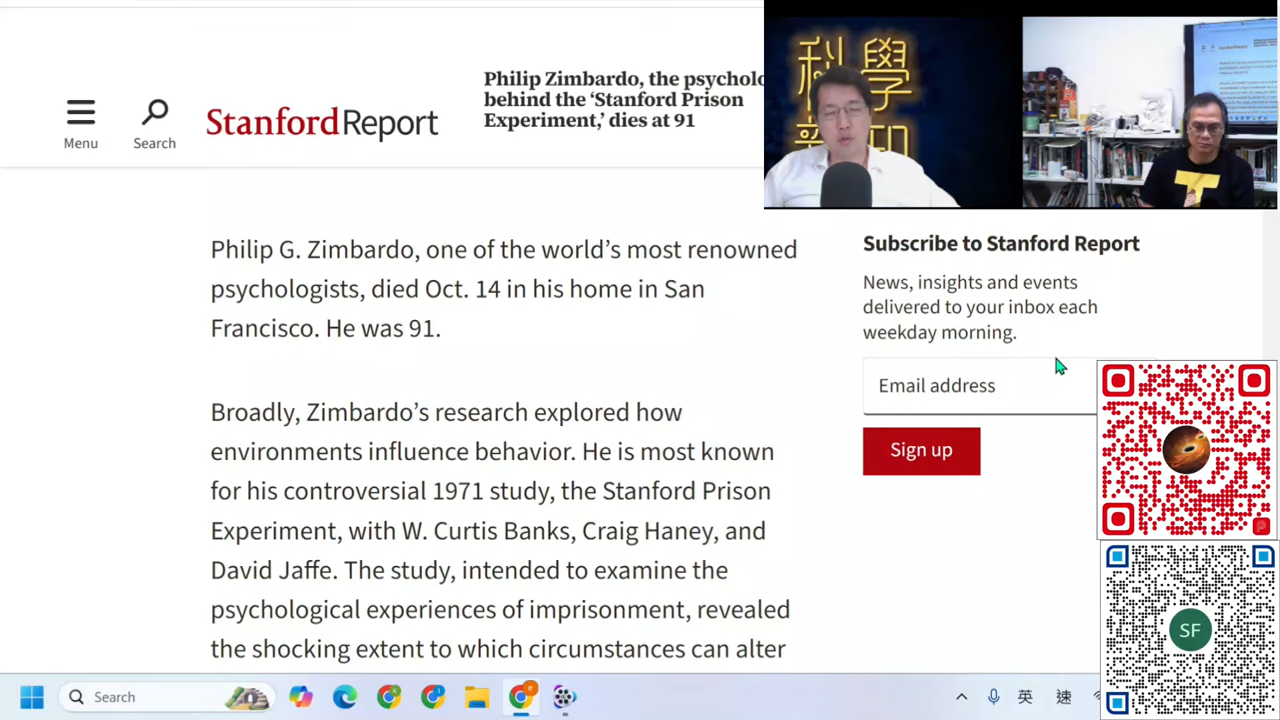 Philip Zimbardo, the psycholo
behind the ‘Stanford Prison
Experiment,’ dies at 91
Menu
Search
StanfordReport
科學
Philip G. Zimbardo, one of the world’s most renowned
psychologists, died Oct. 14 in his home in San
Francisco. He was 91.
Broadly, Zimbardo’s research explored how
environments influence behavior. He is most known
for his controversial 1971 study, the Stanford Prison
Experiment, with W. Curtis Banks, Craig Haney, and
David Jaffe. The study, intended to examine the
psychological experiences of imprisonment, revealed
the shocking extent to which circumstances can alter
Subscribe to Stanford Report
News, insights and events
delivered to your inbox each
weekday morning.
Email address
Sign up
SF
Search
英
速